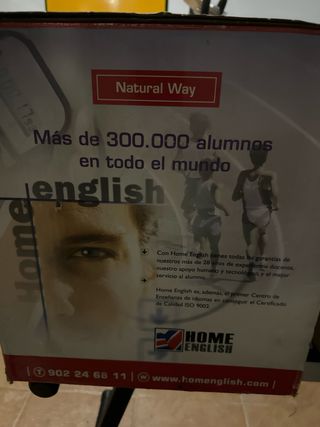 Natural Way
Más de 300.000 alumnos
en todo el mundo
english
Home
+ Con Home English tienes todas las garantías de
nuestros más de 28 años de experiencia docente,
nuestro apoyo humano y tecnológico y el mejor
servicio al alumno.
+ Home English es, además, el primer Centro de
Enseñanza de idiomas en conseguir el Certificado
de Calidad ISO 9002.
HOME
ENGLISH
T 902 24 68 11 | W www.homenglish.com